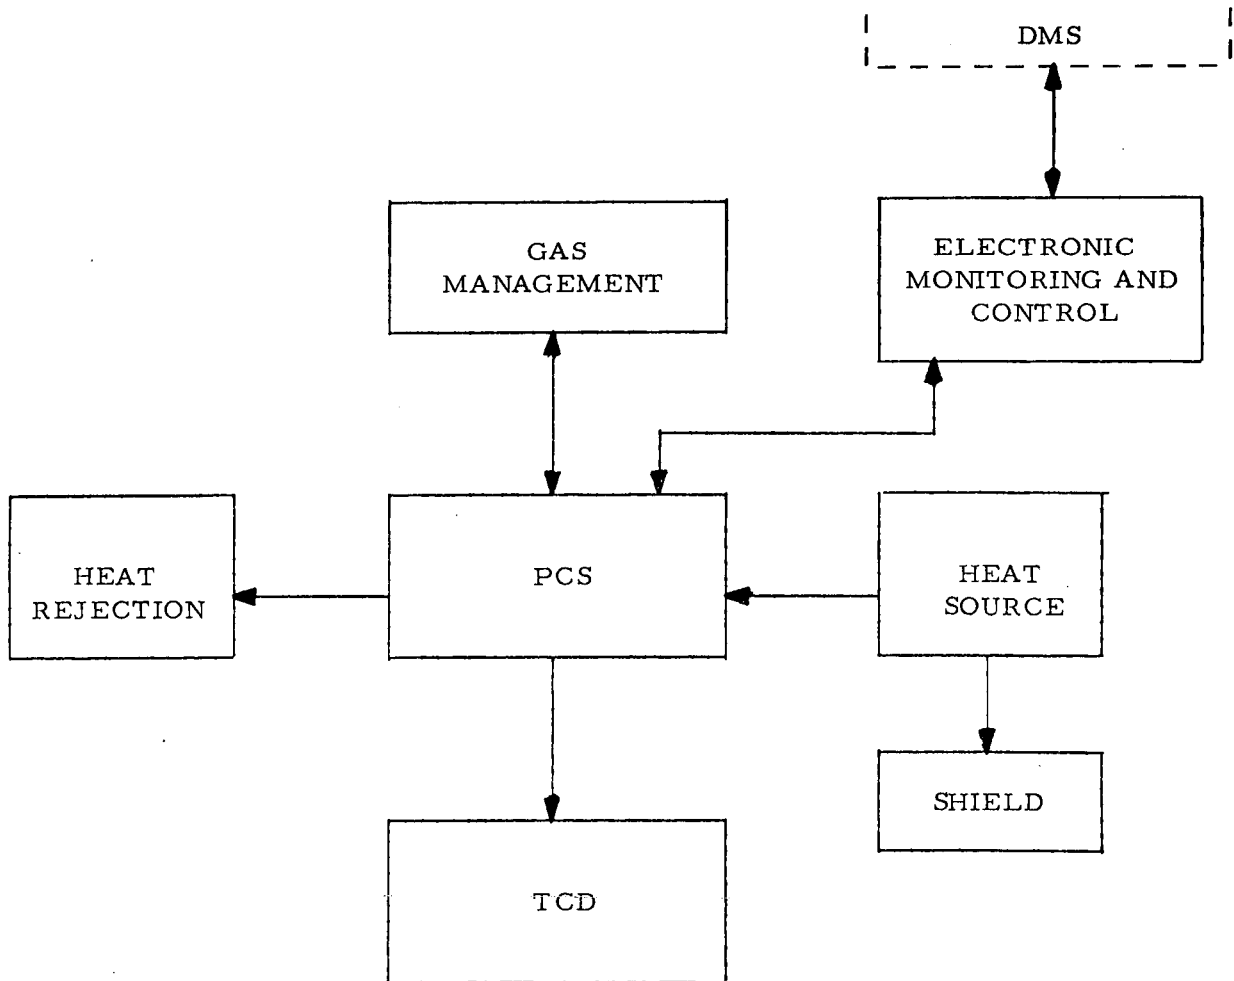 DMS
GAS
MANAGEMENT
ELECTRONIC
MONITORING AND
CONTROL
HEAT
REJECTION
PCS
HEAT
SOURCE
SHIELD
TCD